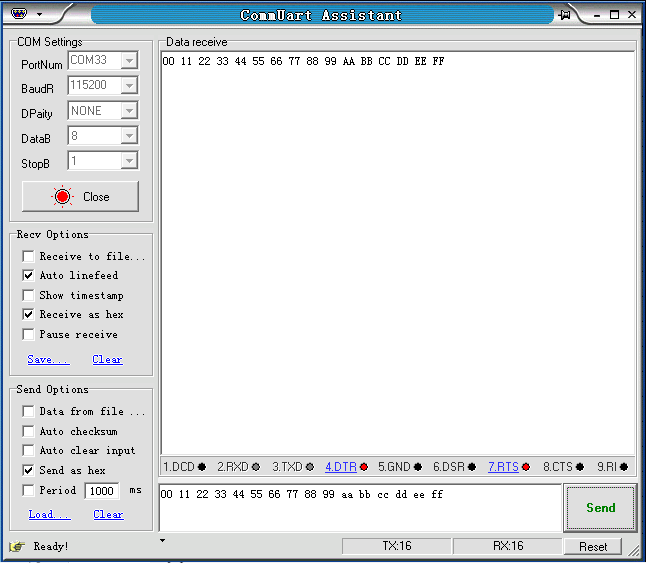 CommUart Assistant
COM Settings
PortNum COM33
BaudR 115200
DPaity NONE
DataB 8
StopB 1
Close
Recv Options
Receive to file...
Auto linefeed
Show timestamp
Receive as hex
Pause receive
Save... Clear
Send Options
Data from file ...
Auto checksum
Auto clear input
Send as hex
Period 1000 ms
Load... Clear
Data receive
00 11 22 33 44 55 66 77 88 99 AA BB CC DD EE FF
1.DCD 2.RXD 3.TXD 4.DTR 5.GND 6.DSR 7.RTS 8.CTS 9.RI
00 11 22 33 44 55 66 77 88 99 aa bb cc dd ee ff
Send
Ready! TX:16 RX:16 Reset